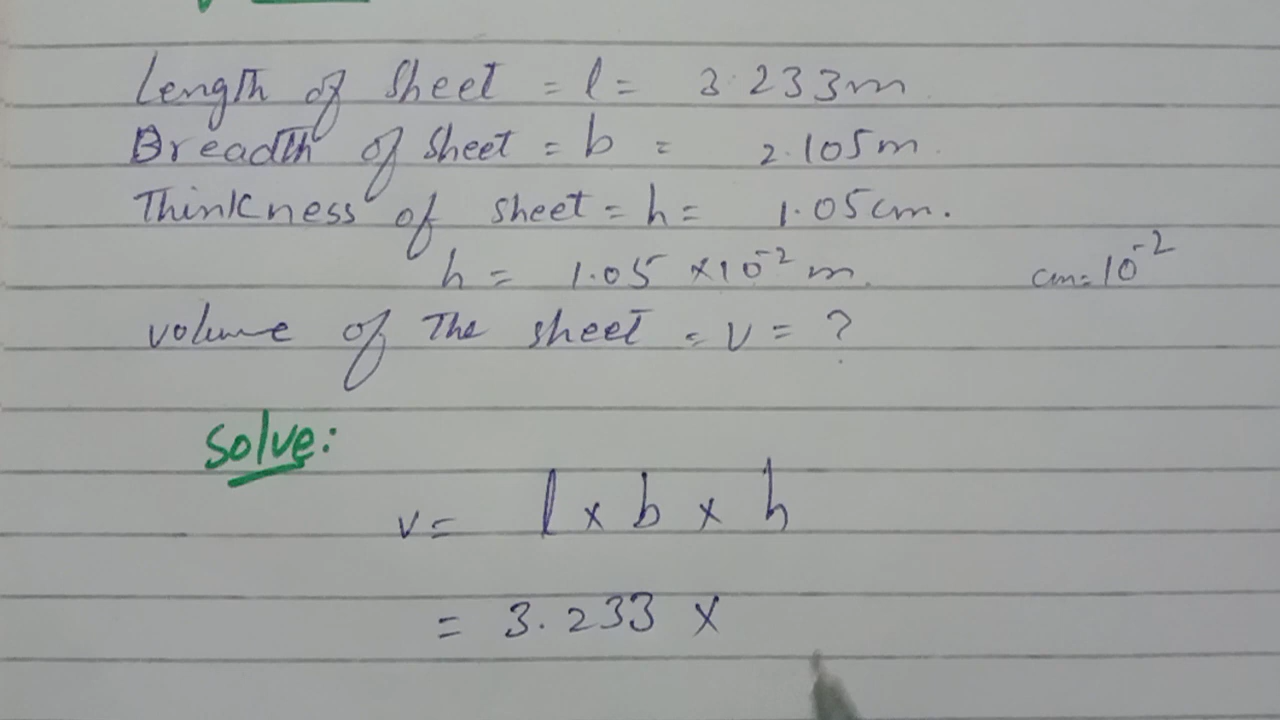 Length of sheet = l = 3.233m
Breadth of sheet = b = 2.105m.
Thinkness of sheet = h = 1.05cm.
h = 1.05 ×10⁻² m. cm=10⁻²
volume of The sheet = v = ?
Solve:
v= l × b × h
= 3.233 ×